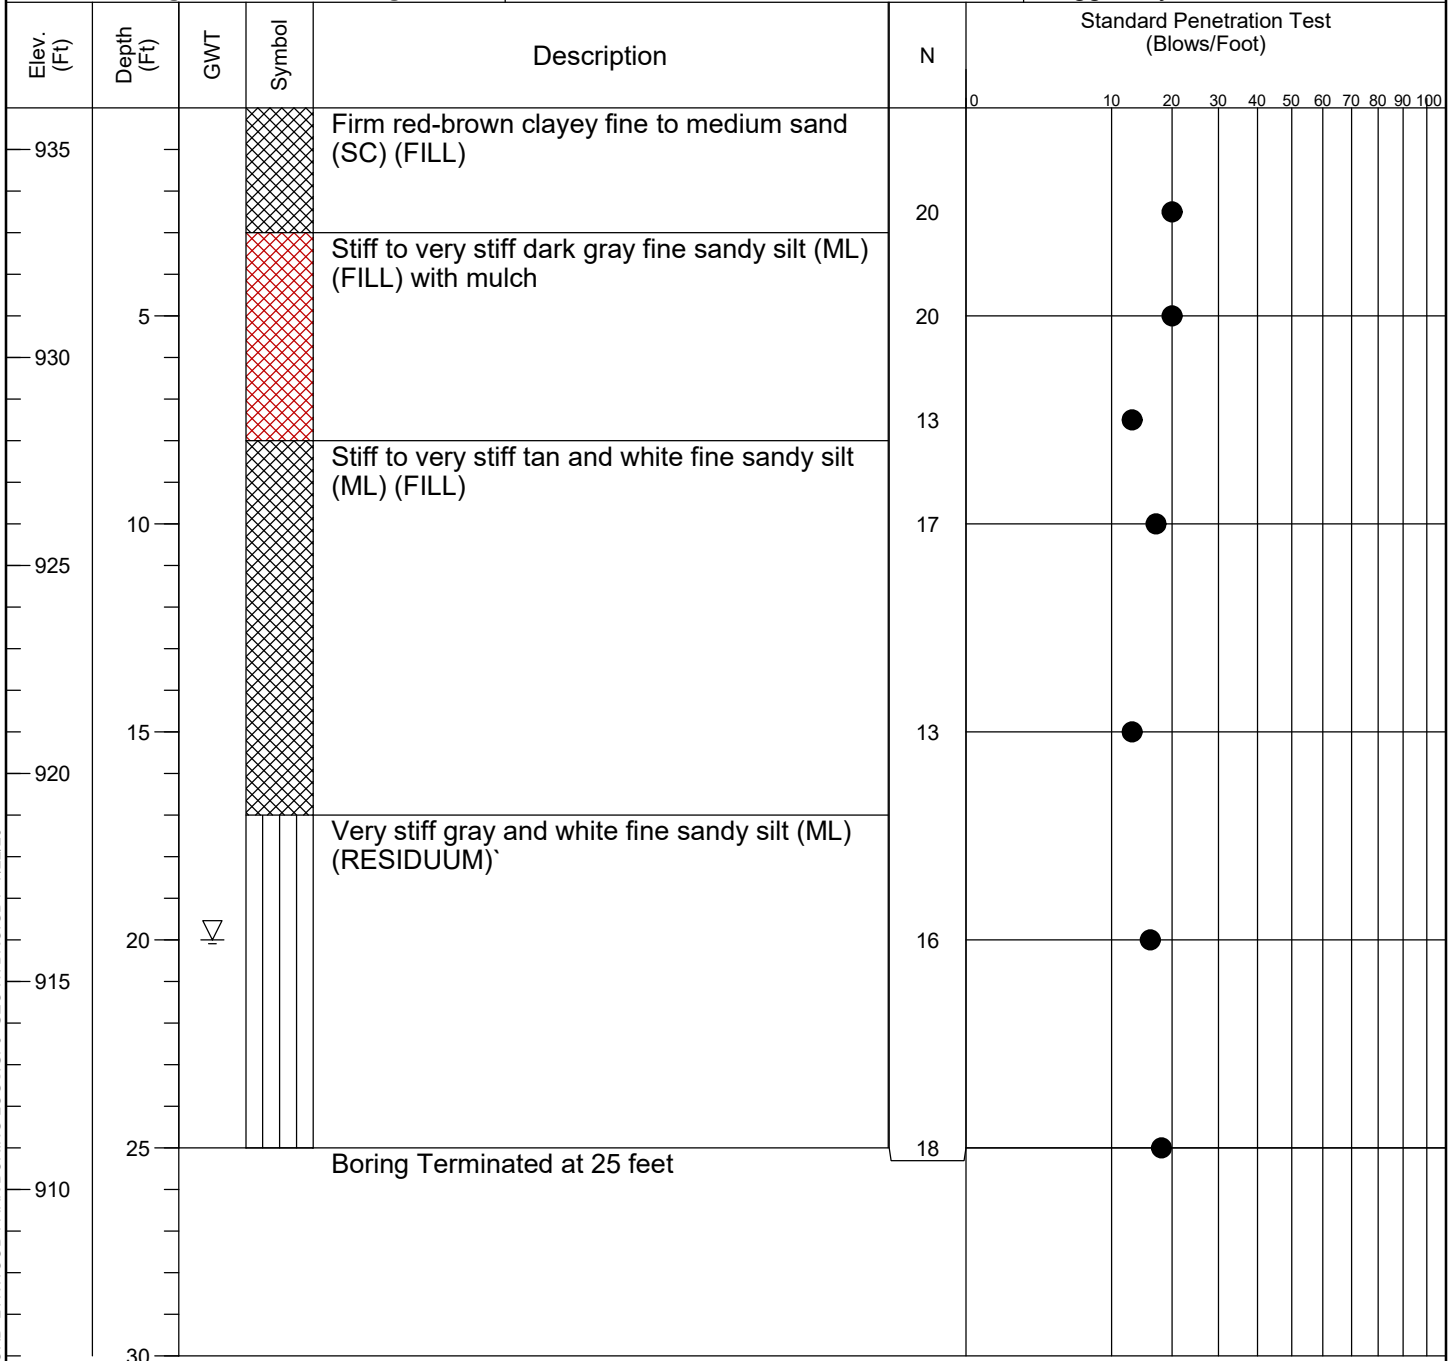 Elev. (Ft)
Depth (Ft)
GWT
Symbol
Description
N
Standard Penetration Test
(Blows/Foot)
0 10 20 30 40 50 60 70 80 90 100
Firm red-brown clayey fine to medium sand
(SC) (FILL)
935
20
Stiff to very stiff dark gray fine sandy silt (ML)
(FILL) with mulch
5
20
930
13
Stiff to very stiff tan and white fine sandy silt
(ML) (FILL)
10
17
925
15
13
920
Very stiff gray and white fine sandy silt (ML)
(RESIDUUM)`
20
16
915
25
18
Boring Terminated at 25 feet
910
30